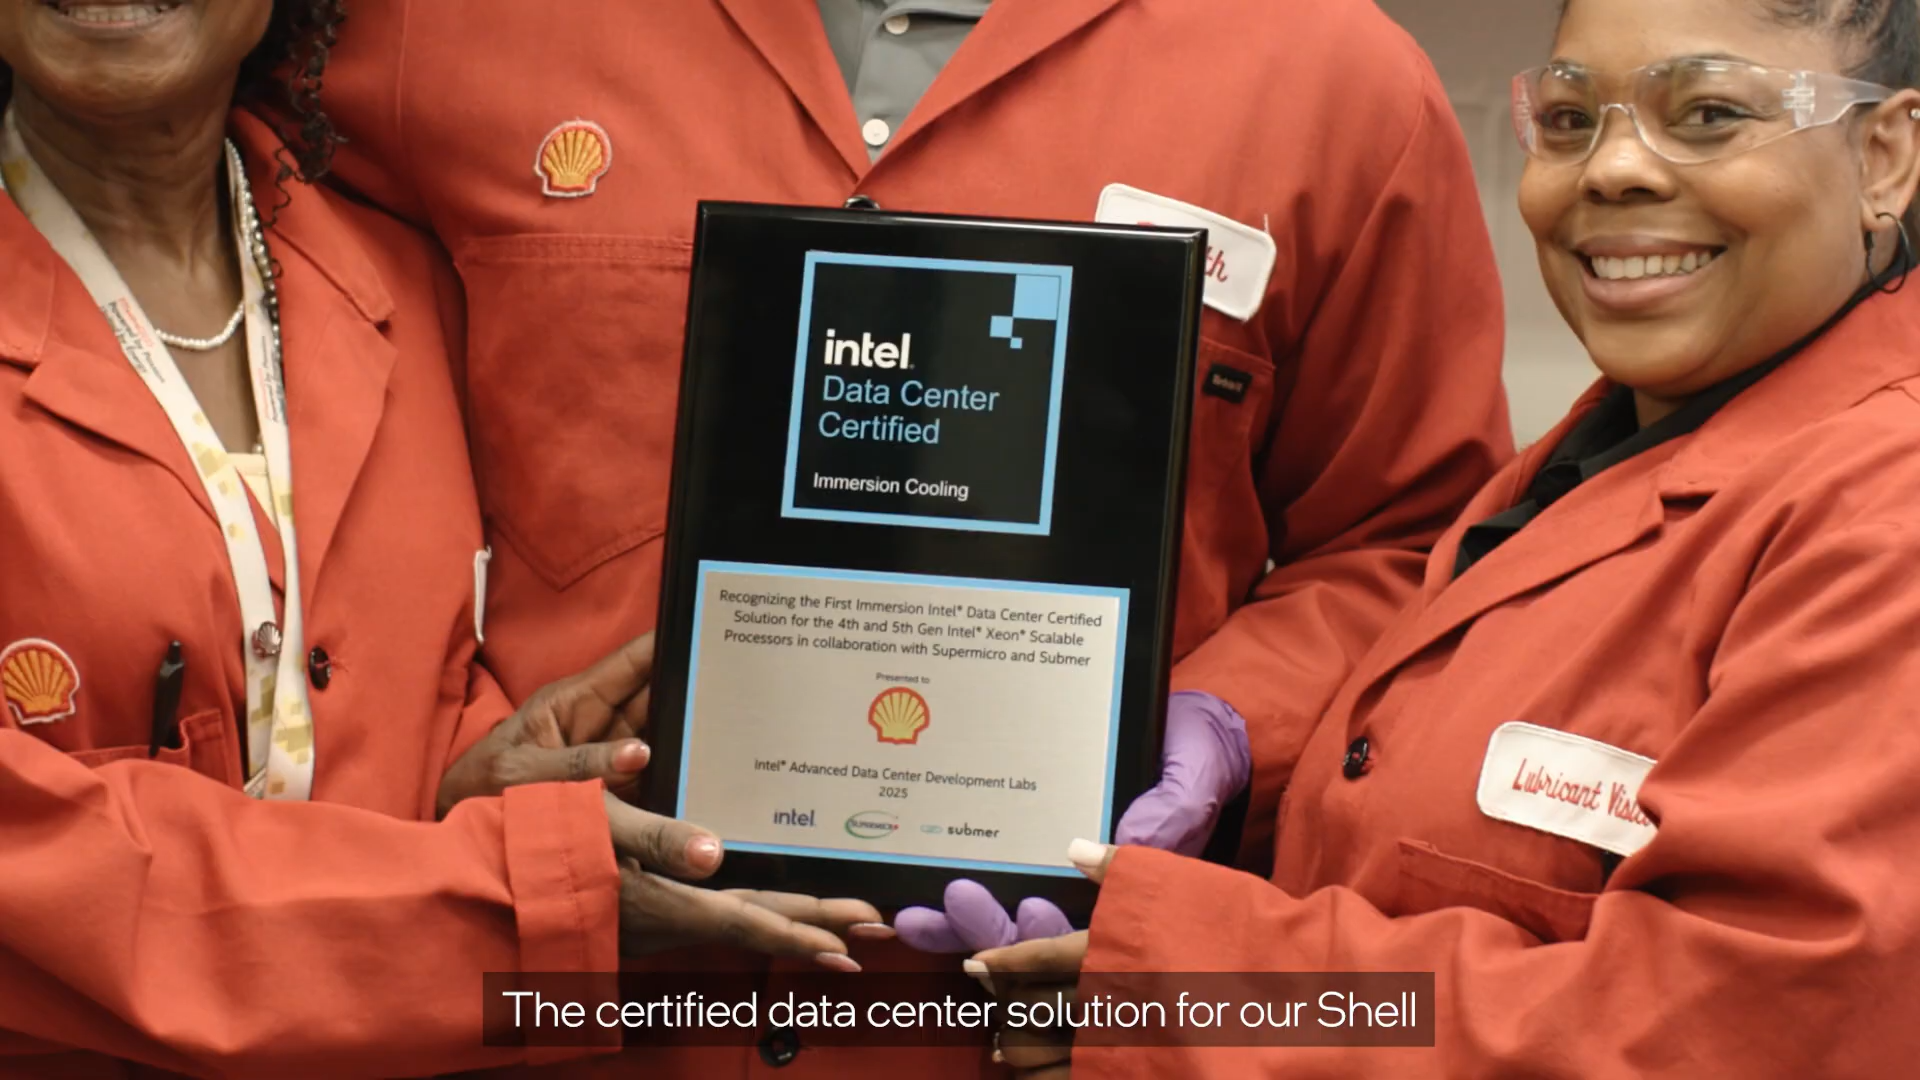 intel.
Data Center
Certified
Immersion Cooling
Recognizing the First Immersion Intel® Data Center Certified
Solution for the 4th and 5th Gen Intel® Xeon® Scalable
Processors in collaboration with Supermicro and Submer
Presented to
Intel® Advanced Data Center Development Labs
2025
intel.
SUPERMICRO
submer
Lubricant
The certified data center solution for our Shell